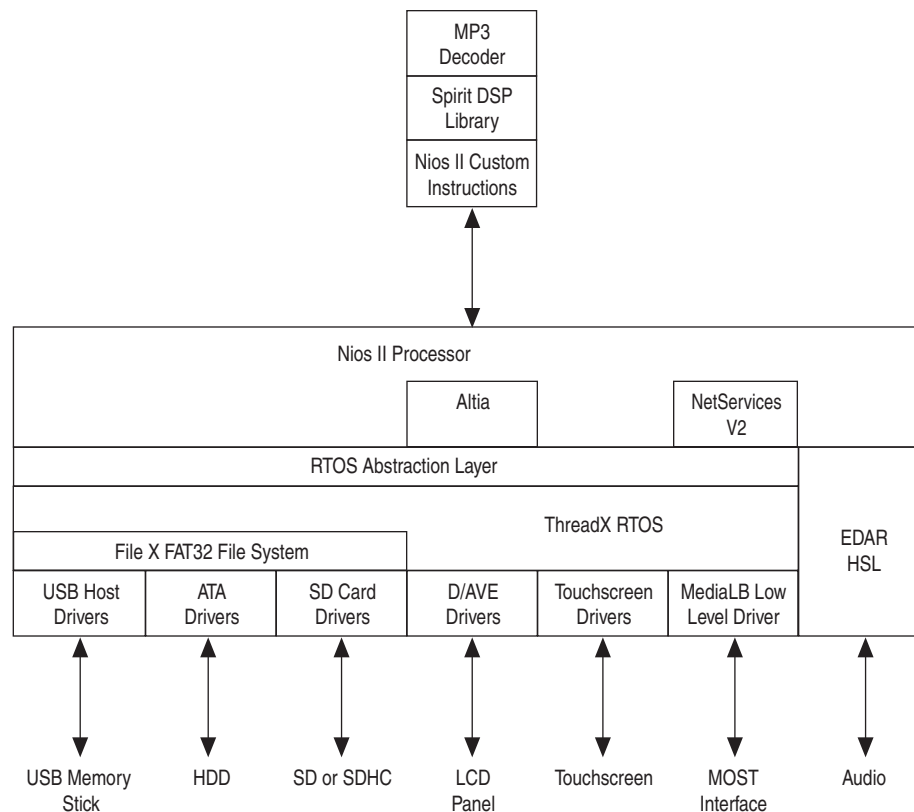 MP3
Decoder
Spirit DSP
Library
Nios II Custom
Instructions
Nios II Processor
Altia
NetServices
V2
RTOS Abstraction Layer
ThreadX RTOS
EDAR
HSL
File X FAT32 File System
USB Host
Drivers
ATA
Drivers
SD Card
Drivers
D/AVE
Drivers
Touchscreen
Drivers
MediaLB Low
Level Driver
USB Memory
Stick
HDD
SD or SDHC
LCD
Panel
Touchscreen
MOST
Interface
Audio